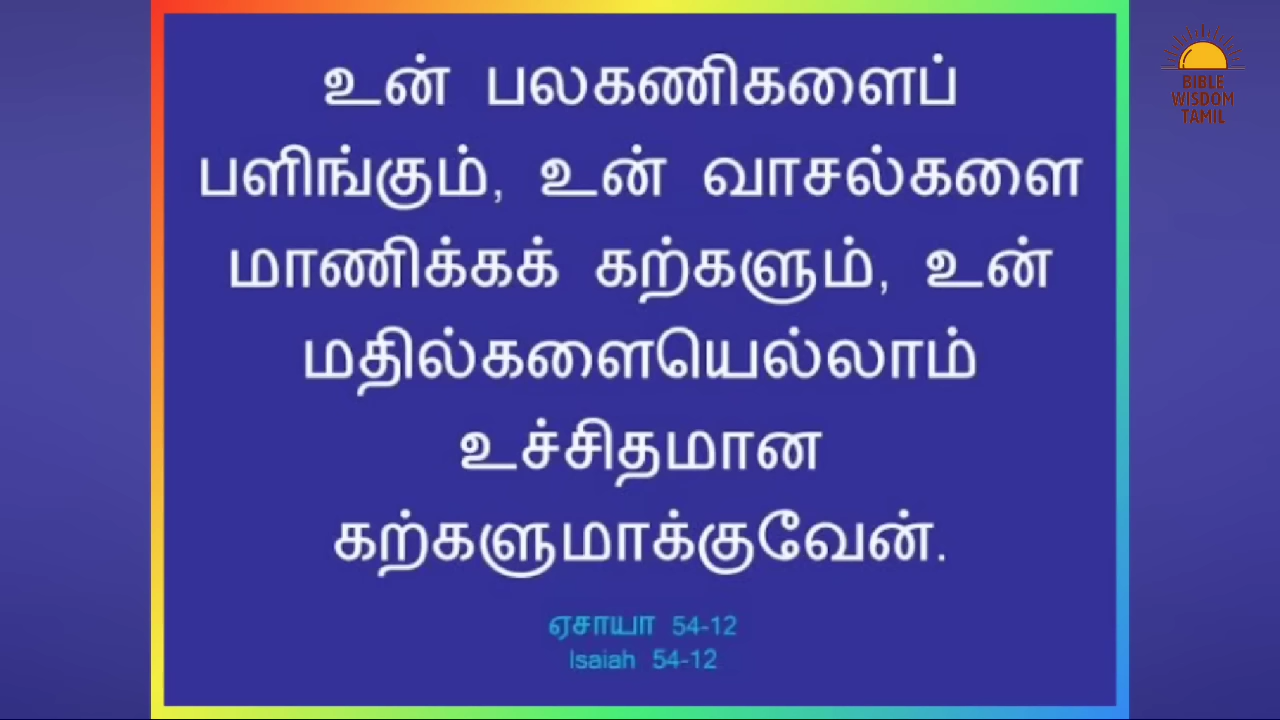 உன் பலகணிகளைப்
பளிங்கும், உன் வாசல்களை
மாணிக்கக் கற்களும், உன்
மதில்களையெல்லாம்
உச்சிதமான
கற்களுமாக்குவேன்.
ஏசாயா 54-12
Isaiah 54-12
BIBLE
WISDOM
TAMIL